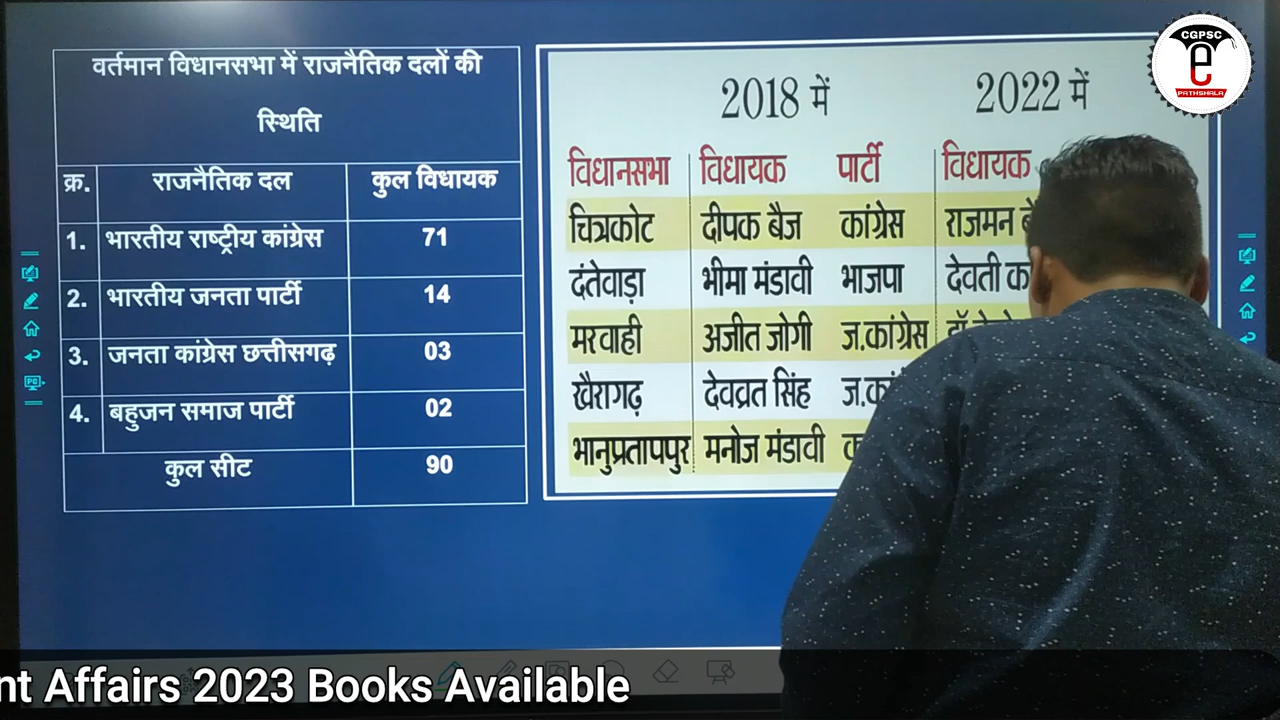 वर्तमान विधानसभा में राजनैतिक दलों की
स्थिति
क्र. राजनैतिक दल कुल विधायक
1. भारतीय राष्ट्रीय कांग्रेस 71
2. भारतीय जनता पार्टी 14
3. जनता कांग्रेस छत्तीसगढ़ 03
4. बहुजन समाज पार्टी 02
कुल सीट 90
2018 में 2022 में
विधानसभा विधायक पार्टी विधायक
चित्रकोट दीपक बैज कांग्रेस राजमन
दंतेवाड़ा भीमा मंडावी भाजपा देवती
मरवाही अजीत जोगी ज.कांग्रेस
खैरागढ़ देवव्रत सिंह
भानुप्रतापपुर मनोज मंडावी
CGPSC
e
PATHSHALA
PC
nt Affairs 2023 Books Available